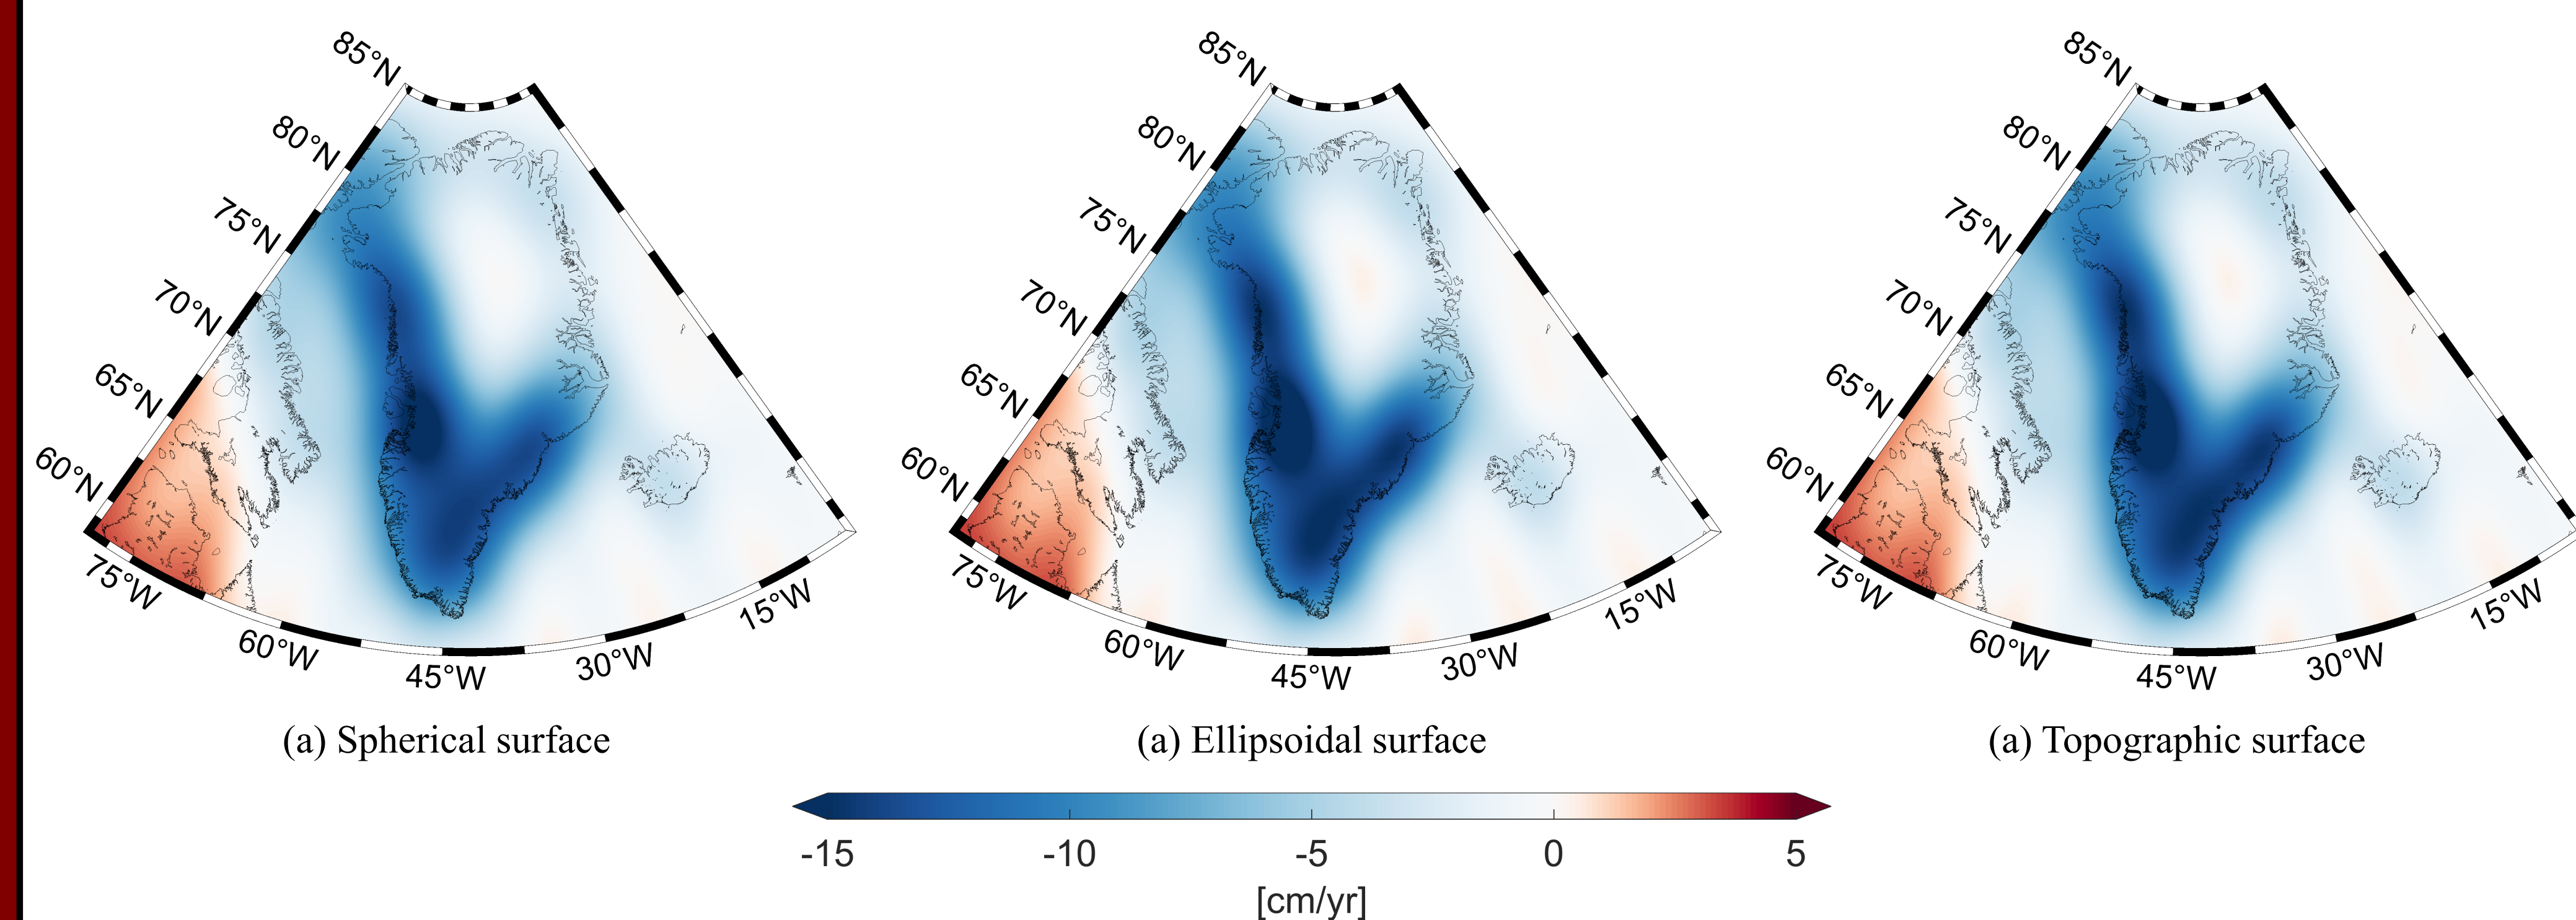 85°N
80°N
75°N
70°N
65°N
60°N
75°W
60°W
45°W
30°W
15°W
(a) Spherical surface
85°N
80°N
75°N
70°N
65°N
60°N
75°W
60°W
45°W
30°W
15°W
(a) Ellipsoidal surface
85°N
80°N
75°N
70°N
65°N
60°N
75°W
60°W
45°W
30°W
15°W
(a) Topographic surface
-15 -10 -5 0 5
[cm/yr]